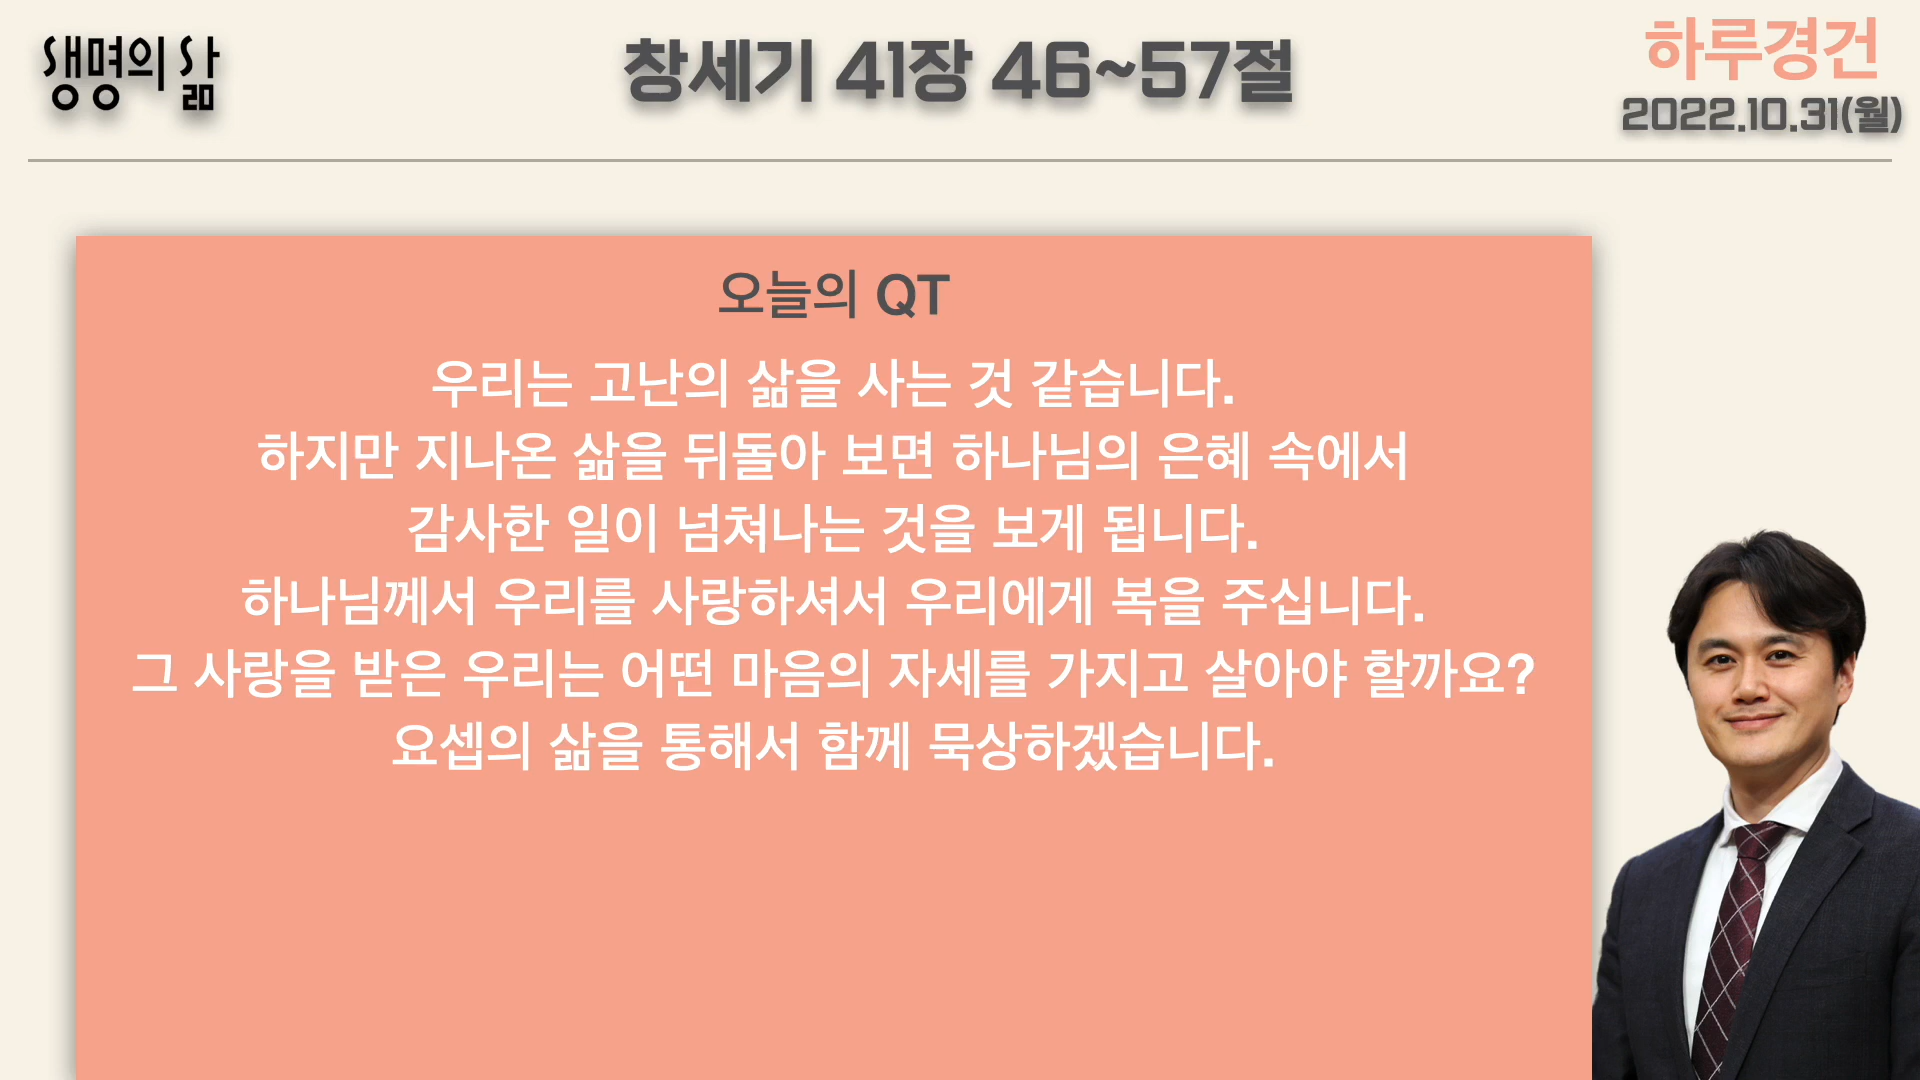 생명의 삶
창세기 41장 46~57절
하루경건
2022.10.31(월)
오늘의 QT
우리는 고난의 삶을 사는 것 같습니다.
하지만 지나온 삶을 뒤돌아 보면 하나님의 은혜 속에서
감사한 일이 넘쳐나는 것을 보게 됩니다.
하나님께서 우리를 사랑하셔서 우리에게 복을 주십니다.
그 사랑을 받은 우리는 어떤 마음의 자세를 가지고 살아야 할까요?
요셉의 삶을 통해서 함께 묵상하겠습니다.